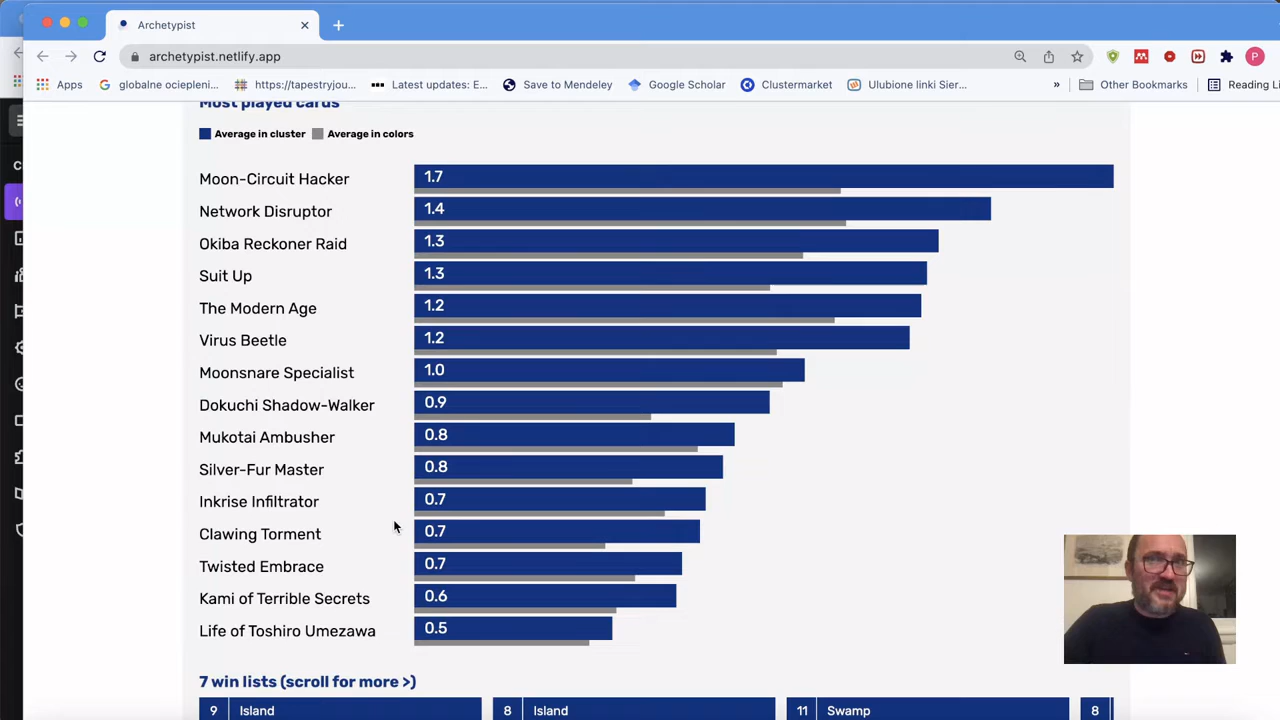 Archetypist
archetypist.netlify.app
P
Apps
globalne ociepleni...
https://tapestryjou...
Latest updates: E...
Save to Mendeley
Google Scholar
Clustermarket
Ulubione linki Sier...
»
Other Bookmarks
Reading Li
Most played cards
Average in cluster
Average in colors
Moon-Circuit Hacker 1.7
Network Disruptor 1.4
Okiba Reckoner Raid 1.3
Suit Up 1.3
The Modern Age 1.2
Virus Beetle 1.2
Moonsnare Specialist 1.0
Dokuchi Shadow-Walker 0.9
Mukotai Ambusher 0.8
Silver-Fur Master 0.8
Inkrise Infiltrator 0.7
Clawing Torment 0.7
Twisted Embrace 0.7
Kami of Terrible Secrets 0.6
Life of Toshiro Umezawa 0.5
7 win lists (scroll for more >)
9 Island 8 Island 11 Swamp 8